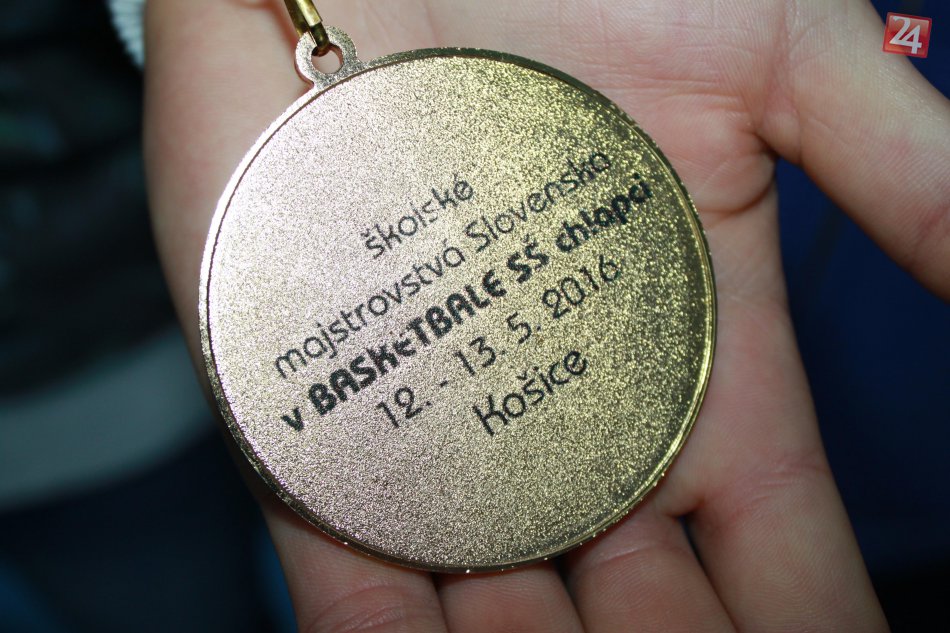 24
školské
majstrovstvá Slovenska
v BASKETBALE SŠ chlapci
12. - 13. 5. 2016
Košice